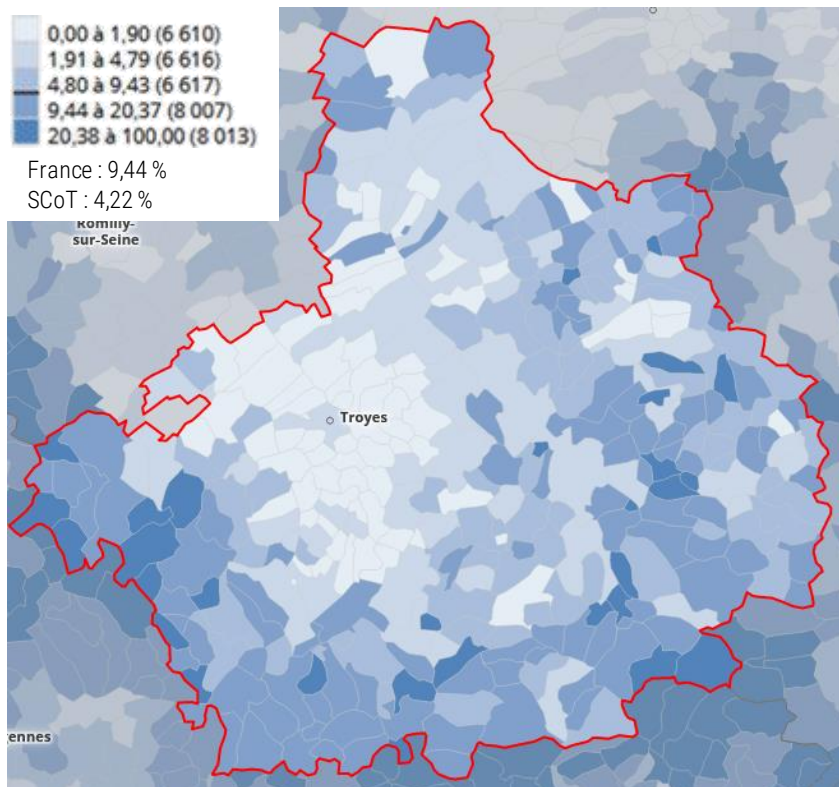 0,00 à 1,90 (6 610)
1,91 à 4,79 (6 616)
4,80 à 9,43 (6 617)
9,44 à 20,37 (8 007)
20,38 à 100,00 (8 013)
France : 9,44 %
SCoT : 4,22 %
Romilly-
sur-Seine
Troyes
gennes